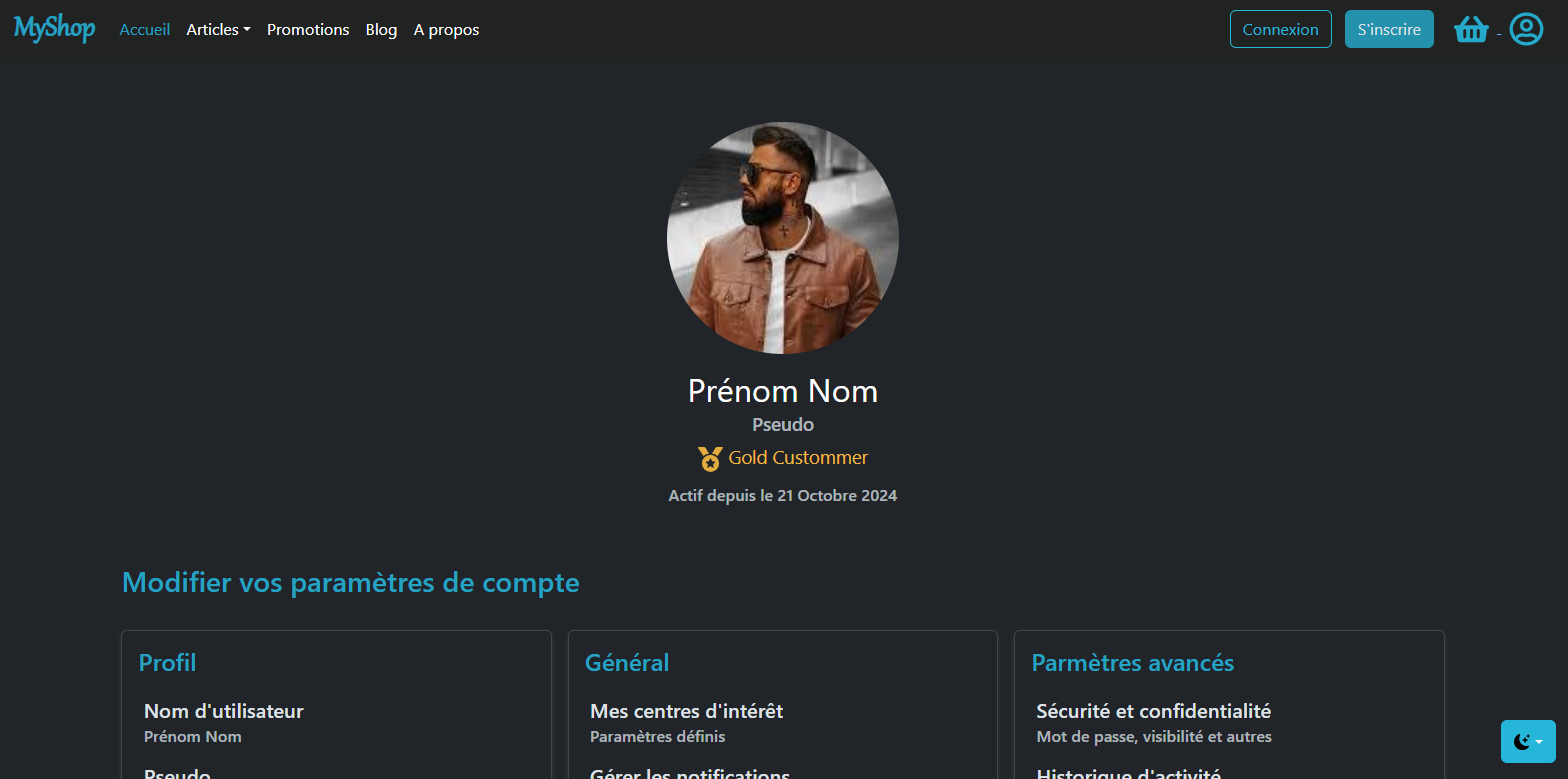 MyShop Accueil Articles Promotions Blog A propos Connexion S'inscrire -
Prénom Nom
Pseudo
Gold Custommer
Actif depuis le 21 Octobre 2024
Modifier vos paramètres de compte
Profil
Nom d'utilisateur
Prénom Nom
Pseudo
Général
Mes centres d'intérêt
Paramètres définis
Gérer les notifications
Parmètres avancés
Sécurité et confidentialité
Mot de passe, visibilité et autres
Historique d'activité